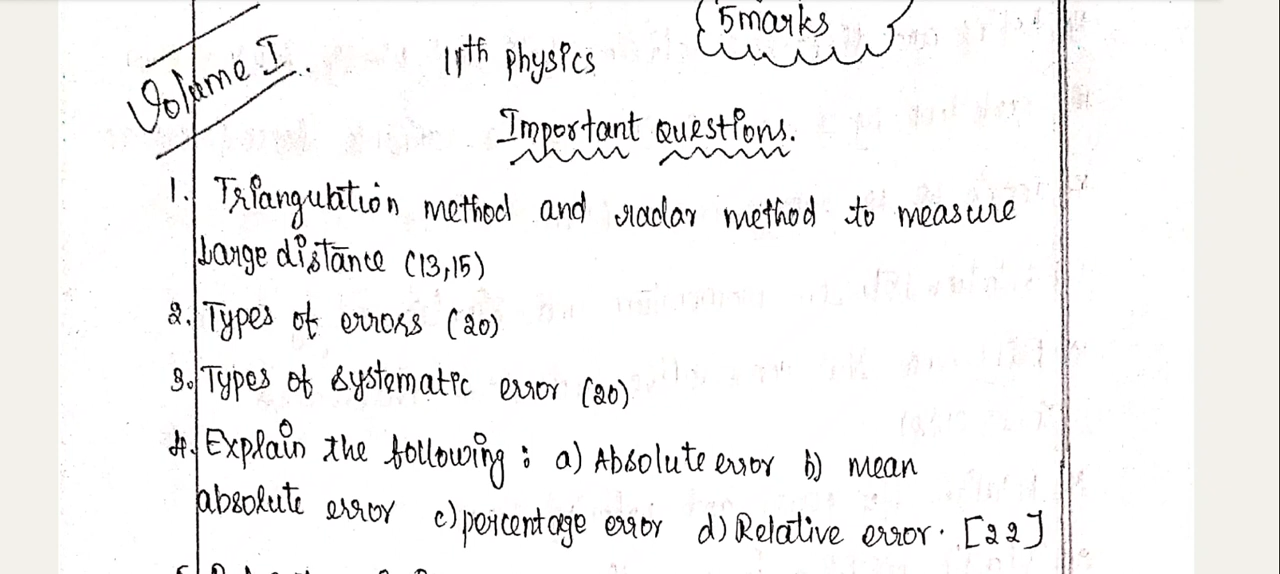 5marks
Volume I.
11th physics
Important Questions.
1. Triangulation method and radar method to measure
Large distance (13,15)
2. Types of errors (20)
3. Types of systematic error (20)
4. Explain the following : a) Absolute error b) mean
absolute error c) percentage error d) Relative error. [22]